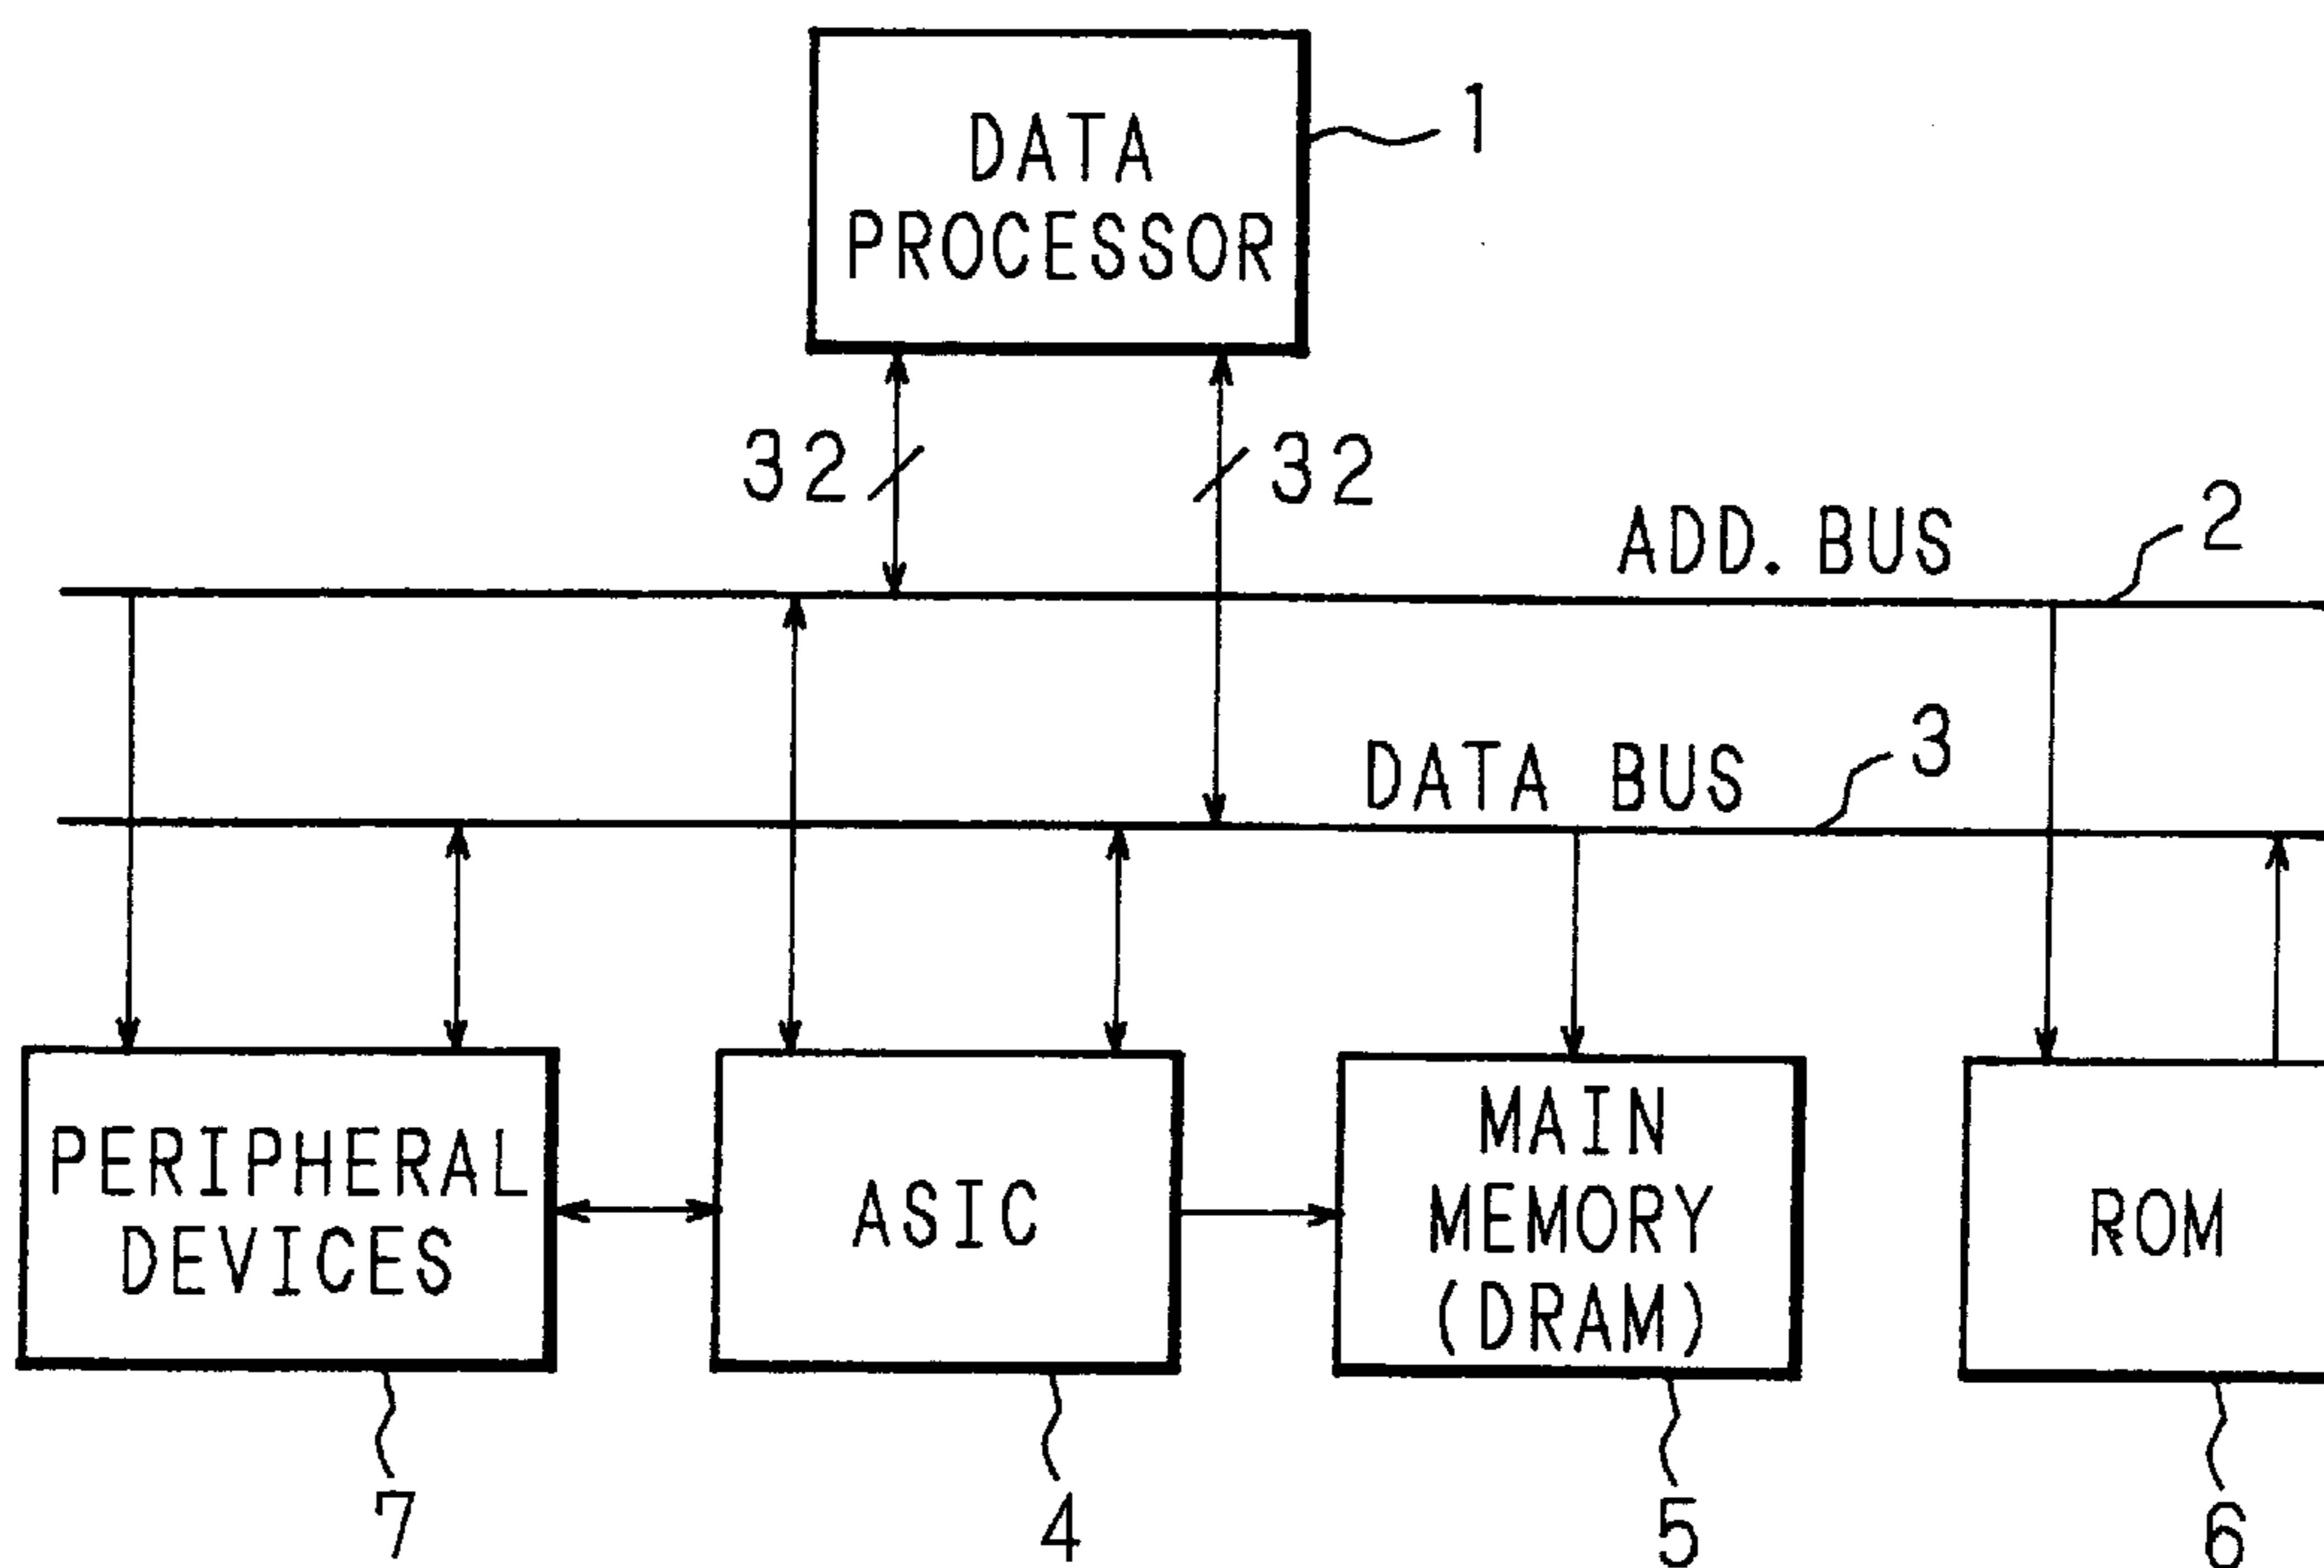 DATA
PROCESSOR
1
32
32
ADD. BUS
2
DATA BUS
3
PERIPHERAL
DEVICES
ASIC
MAIN
MEMORY
(DRAM)
ROM
7
4
5
6